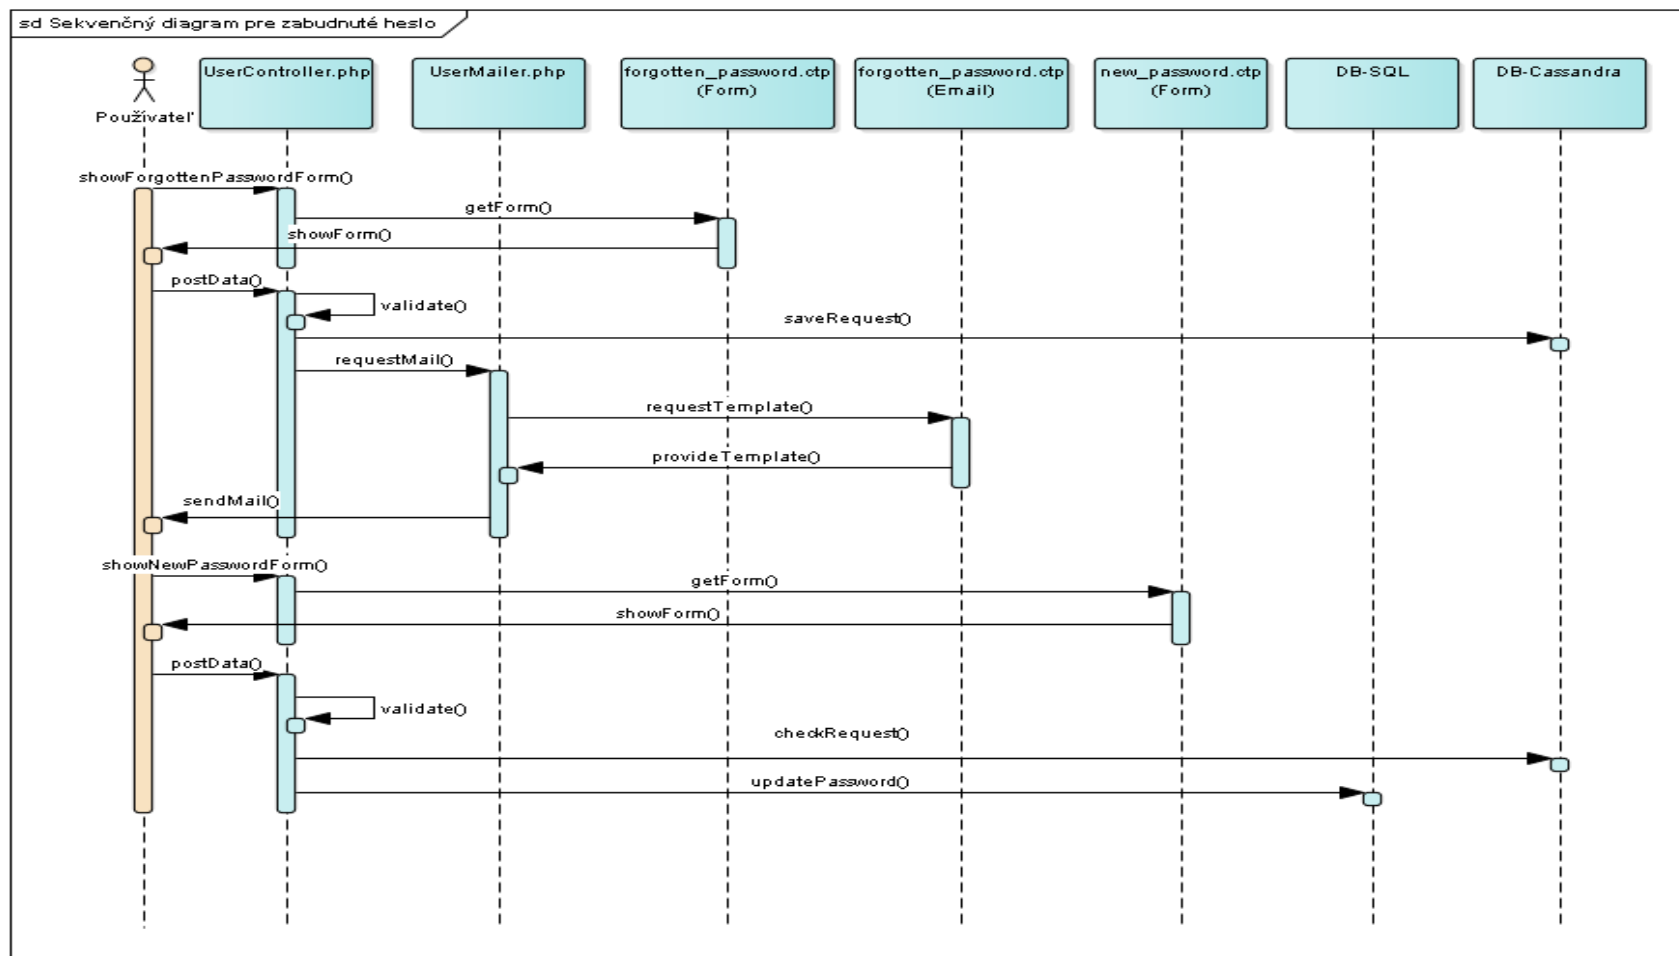 sd Sekvenčný diagram pre zabudnuté heslo
Používateľ
UserController.php
UserMailer.php
forgotten_password.ctp
(Form)
forgotten_password.ctp
(Email)
new_password.ctp
(Form)
DB-SQL
DB-Cassandra
showForgottenPasswordForm()
getForm()
showForm()
postData()
validate()
saveRequest()
requestMail()
requestTemplate()
provideTemplate()
sendMail()
showNewPasswordForm()
getForm()
showForm()
postData()
validate()
checkRequest()
updatePassword()